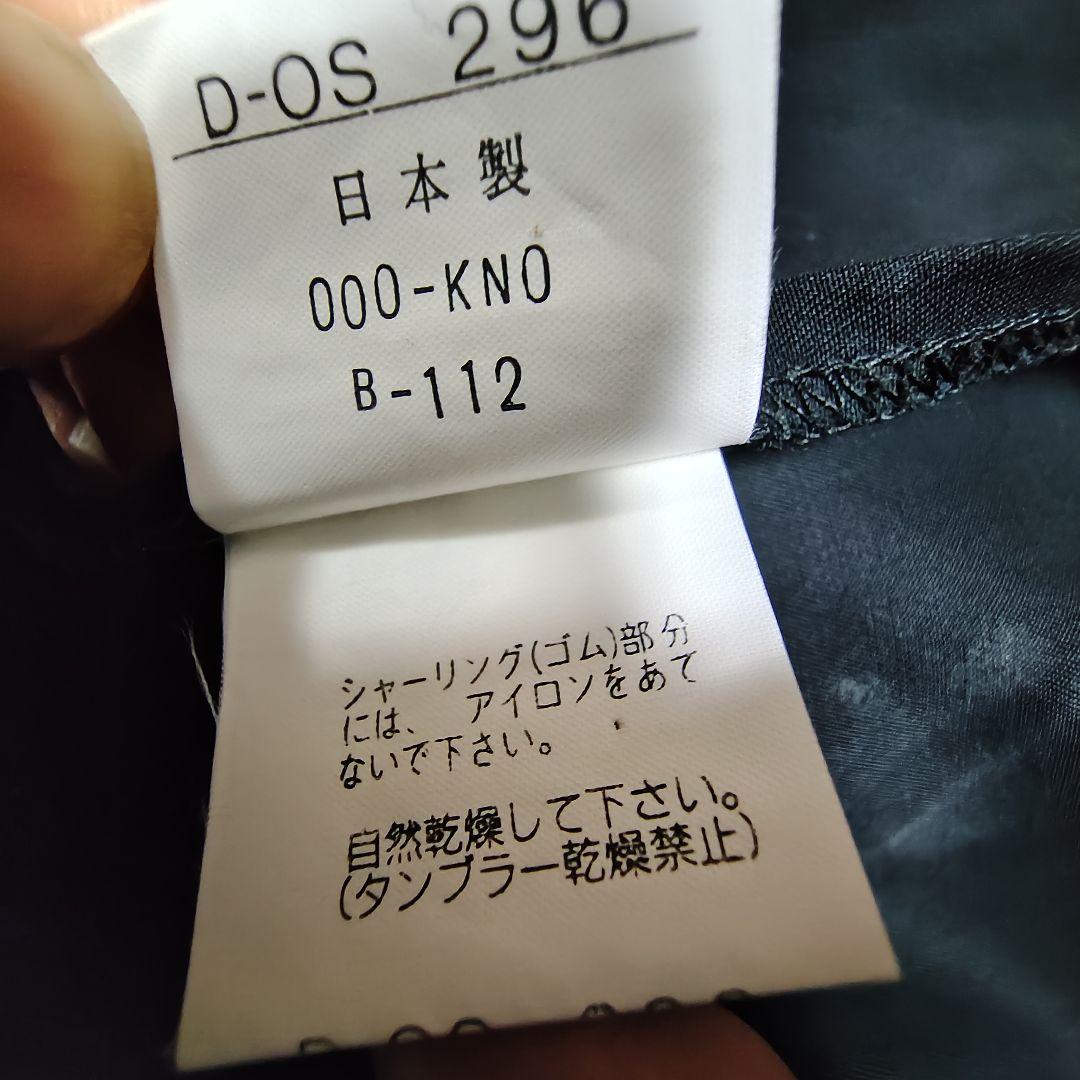 D-OS 296
日本製
000-KNO
B-112
シャーリング(ゴム)部分
には、 アイロンをあて
ないで下さい。
自然乾燥して下さい。
(タンブラー乾燥禁止)